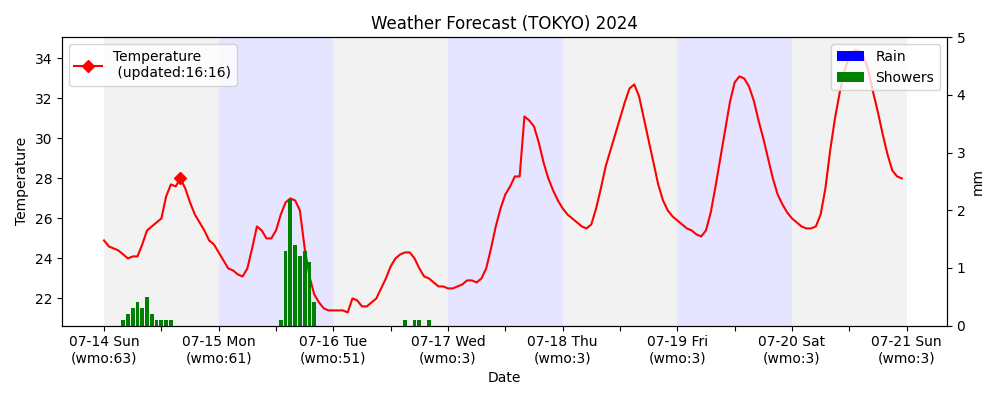 Weather Forecast (TOKYO) 2024
Temperature
(updated:16:16)
Rain
Showers
Temperature
34
32
30
28
26
24
22
5
4
3
2
1
0
mm
07-14 Sun
(wmo:63)
07-15 Mon
(wmo:61)
07-16 Tue
(wmo:51)
07-17 Wed
(wmo:3)
07-18 Thu
(wmo:3)
07-19 Fri
(wmo:3)
07-20 Sat
(wmo:3)
07-21 Sun
(wmo:3)
Date